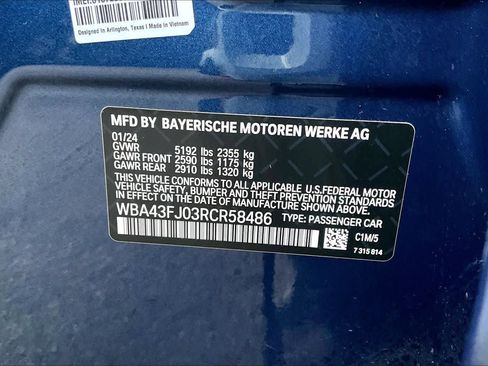 Designed in Arlington, Texas I Made in Vietnam
MFD BY BAYERISCHE MOTOREN WERKE AG
01/24
GVWR 5192 lbs 2355 kg
GAWR FRONT 2590 lbs 1175 kg
GAWR REAR 2910 lbs 1320 kg
THIS VEHICLE CONFORMS TO ALL APPLICABLE U.S.FEDERAL MOTOR
VEHICLE SAFETY, BUMPER, AND THEFT PREVENTION STANDARDS
IN EFFECT ON THE DATE OF MANUFACTURE SHOWN ABOVE.
WBA43FJ03RCR58486 TYPE: PASSENGER CAR
C1M/5
7 315 814